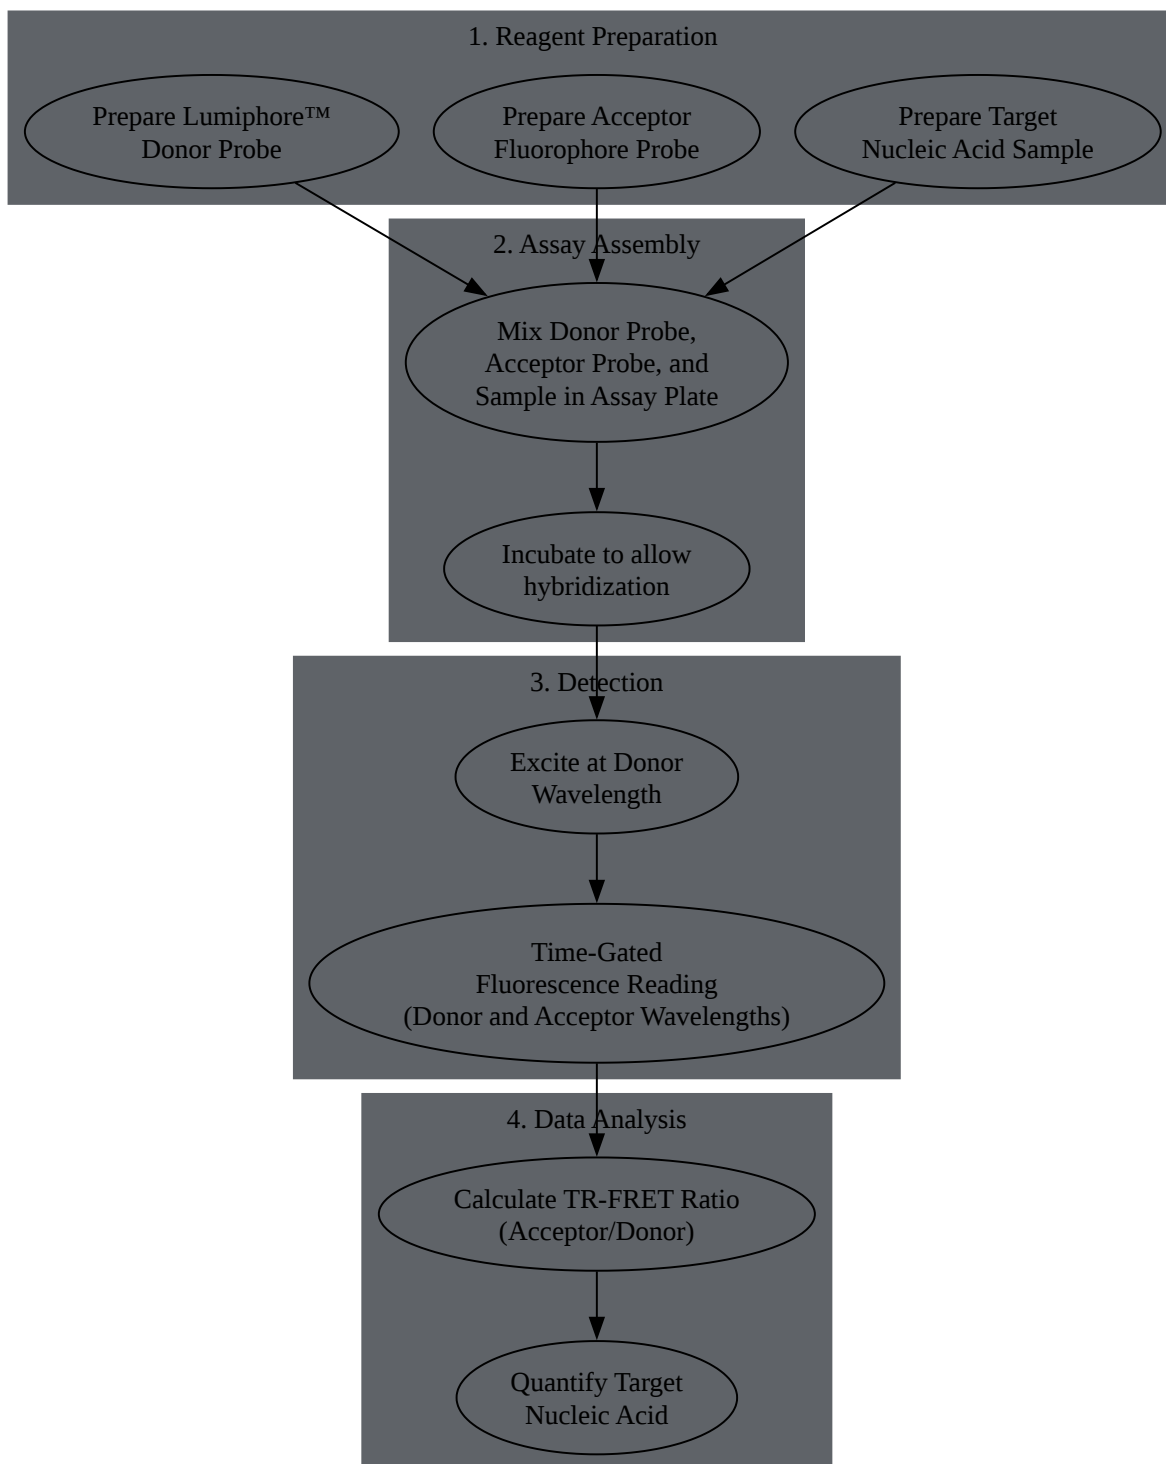 1. Reagent Preparation
Prepare Lumiphore™
Donor Probe
Prepare Acceptor
Fluorophore Probe
Prepare Target
Nucleic Acid Sample
2. Assay Assembly
Mix Donor Probe,
Acceptor Probe, and
Sample in Assay Plate
Incubate to allow
hybridization
3. Detection
Excite at Donor
Wavelength
Time-Gated
Fluorescence Reading
(Donor and Acceptor Wavelengths)
4. Data Analysis
Calculate TR-FRET Ratio
(Acceptor/Donor)
Quantify Target
Nucleic Acid